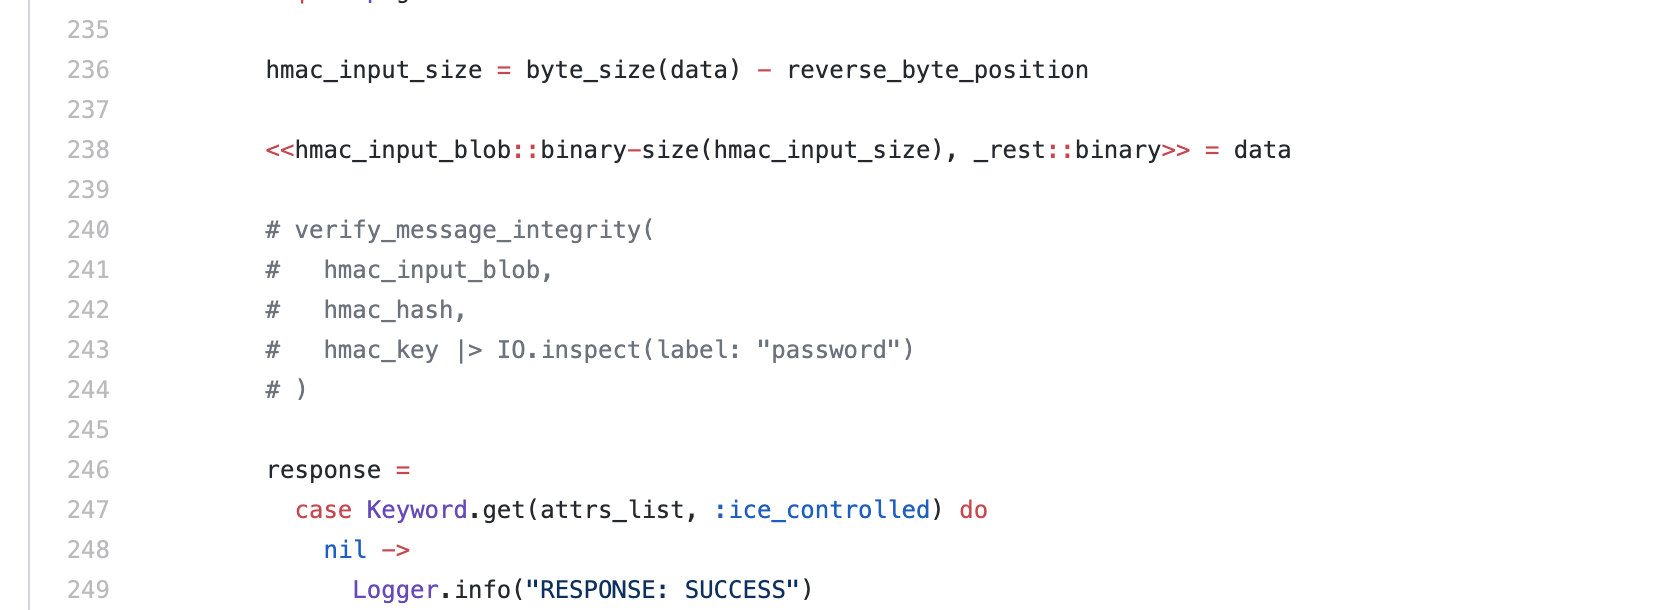 235
236 hmac_input_size = byte_size(data) - reverse_byte_position
237
238 <<hmac_input_blob::binary-size(hmac_input_size), _rest::binary>> = data
239
240 # verify_message_integrity(
241 #   hmac_input_blob,
242 #   hmac_hash,
243 #   hmac_key |> IO.inspect(label: "password")
244 # )
245
246 response =
247   case Keyword.get(attrs_list, :ice_controlled) do
248     nil ->
249       Logger.info("RESPONSE: SUCCESS")